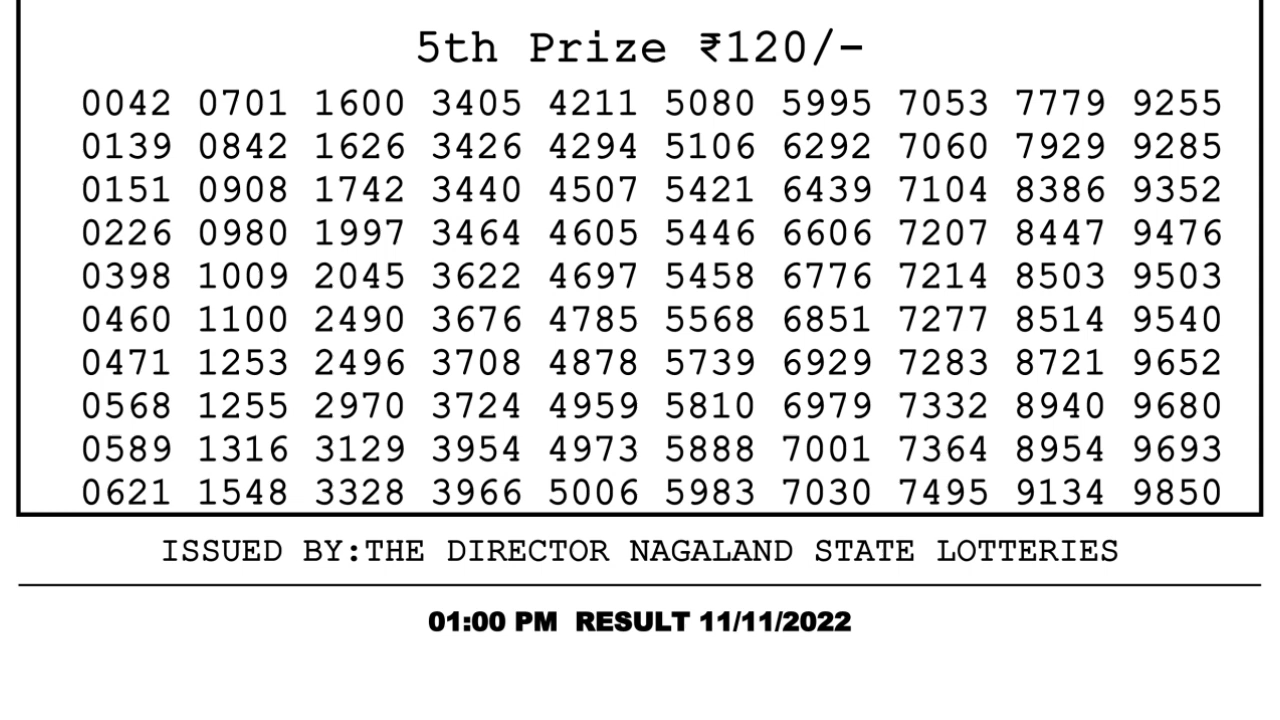 5th Prize ₹120/-
0042 0701 1600 3405 4211 5080 5995 7053 7779 9255
0139 0842 1626 3426 4294 5106 6292 7060 7929 9285
0151 0908 1742 3440 4507 5421 6439 7104 8386 9352
0226 0980 1997 3464 4605 5446 6606 7207 8447 9476
0398 1009 2045 3622 4697 5458 6776 7214 8503 9503
0460 1100 2490 3676 4785 5568 6851 7277 8514 9540
0471 1253 2496 3708 4878 5739 6929 7283 8721 9652
0568 1255 2970 3724 4959 5810 6979 7332 8940 9680
0589 1316 3129 3954 4973 5888 7001 7364 8954 9693
0621 1548 3328 3966 5006 5983 7030 7495 9134 9850
ISSUED BY:THE DIRECTOR NAGALAND STATE LOTTERIES
01:00 PM RESULT 11/11/2022